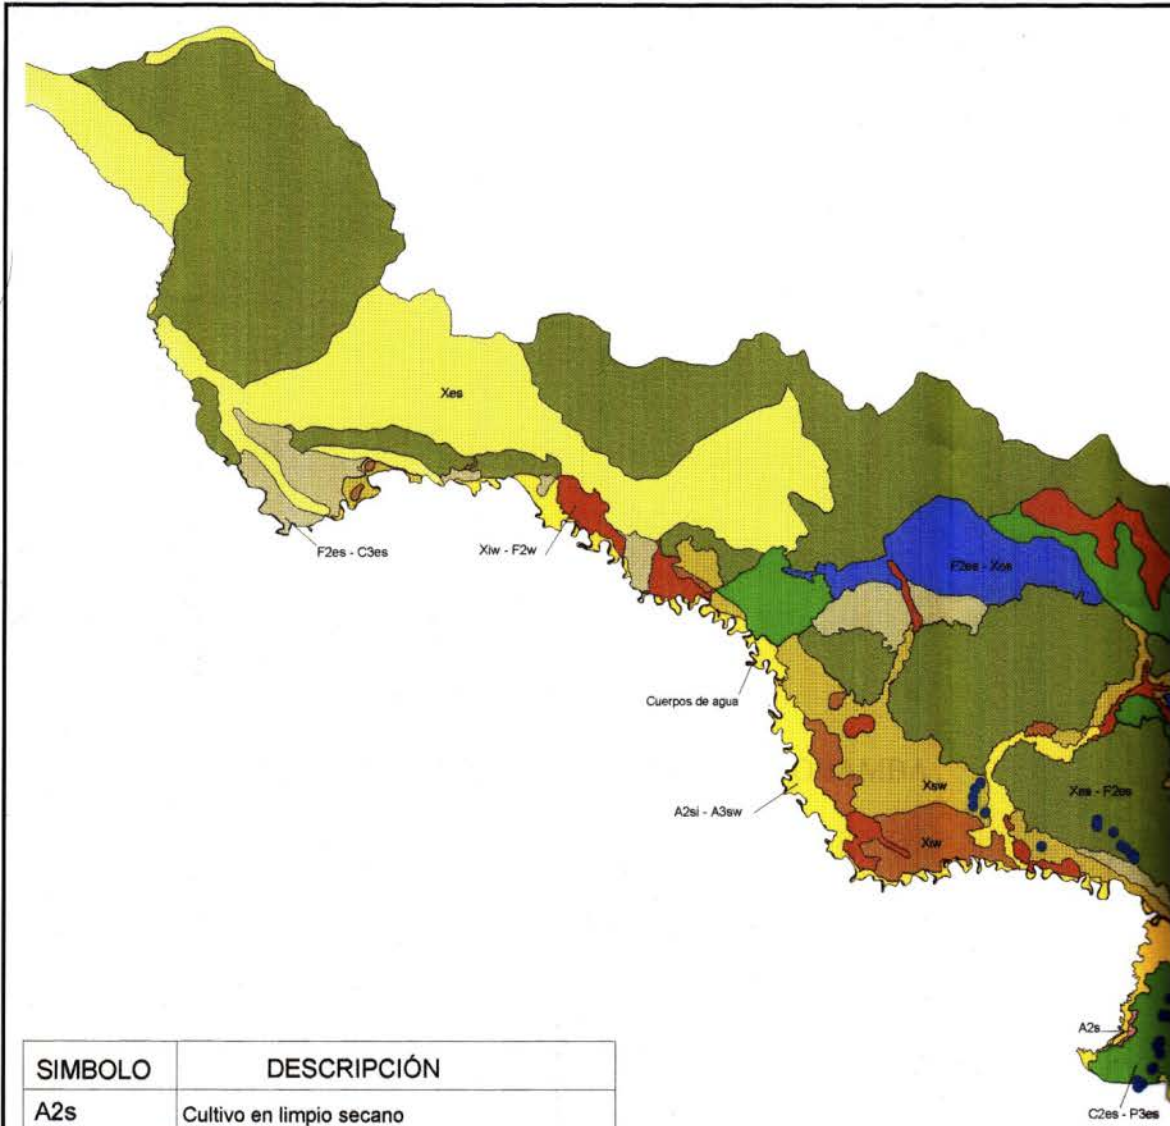 Xes
F2es - C3es
Xiw - F2w
F2es - Xes
Cuerpos de agua
A2si - A3sw
Xsw
Xes - F2es
Xiw
A2s
C2es - P3es
SIMBOLO DESCRIPCIÓN
A2s Cultivo en limpio secano